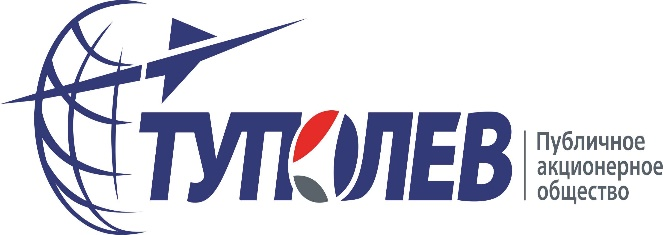 ТУПОЛЕВ
Публичное
акционерное
общество